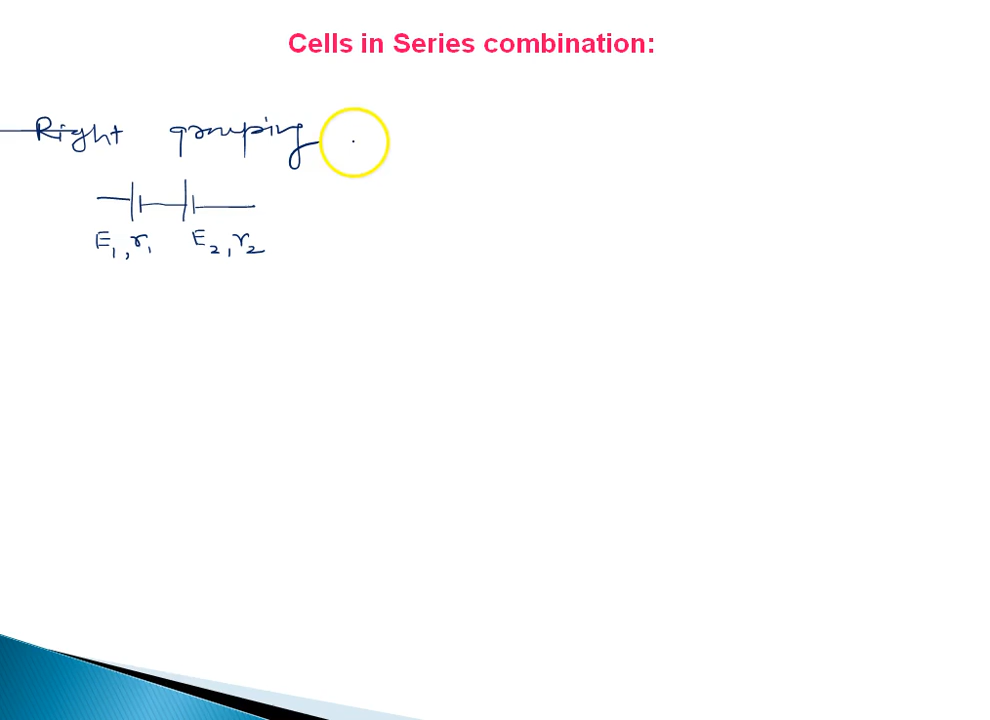 Cells in Series combination:
Right grouping
E₁, r₁ E₂, r₂